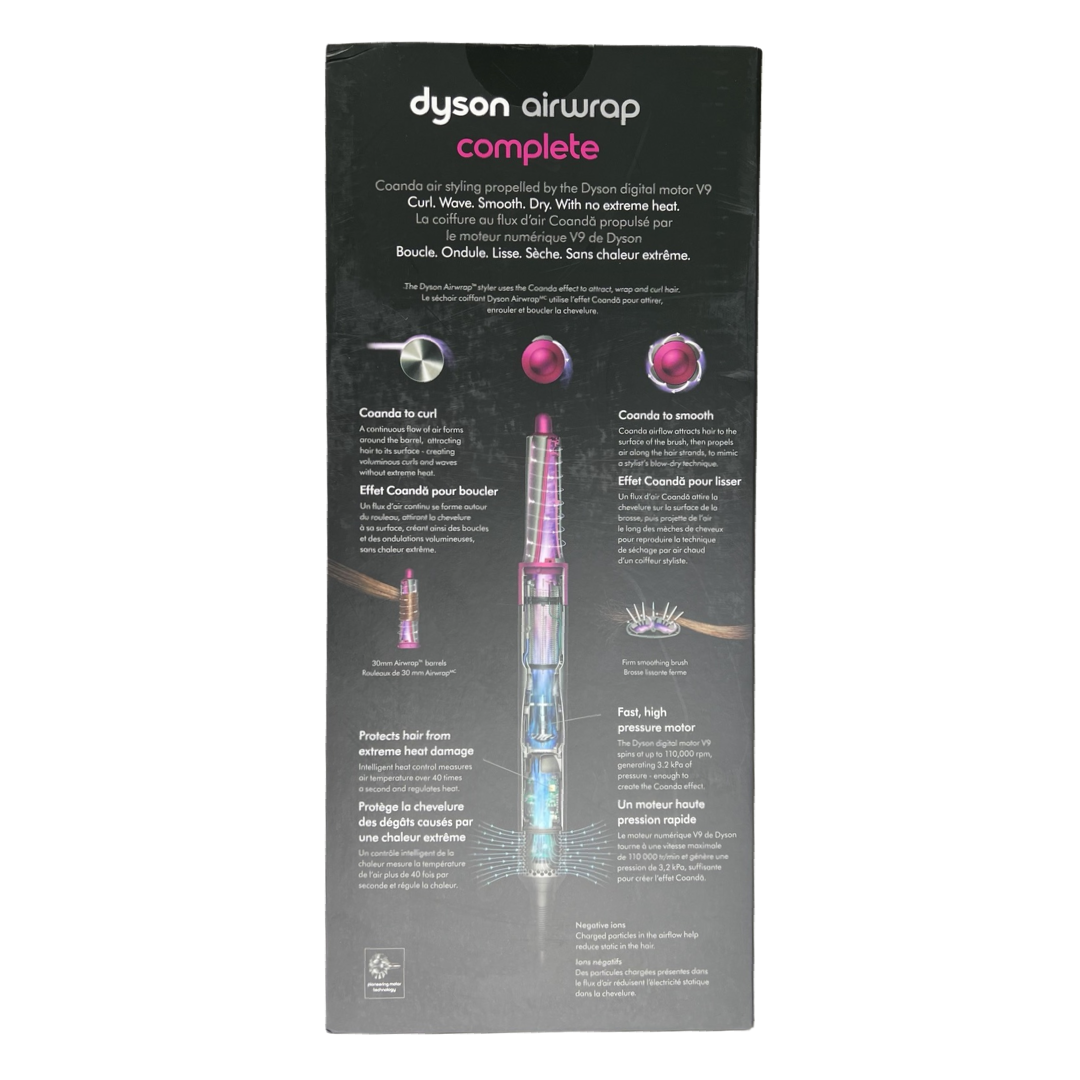 dyson airwrap
complete
Coanda air styling propelled by the Dyson digital motor V9
Curl. Wave. Smooth. Dry. With no extreme heat.
La coiffure au flux d'air Coandă propulsé par
le moteur numérique V9 de Dyson
Boucle. Ondule. Lisse. Sèche. Sans chaleur extrême.
The Dyson Airwrap™ styler uses the Coanda effect to attract, wrap and curl hair.
Le séchoir coiffant Dyson Airwrap^MC utilise l'effet Coandă pour attirer,
enrouler et boucler la chevelure.
Coanda to curl
A continuous flow of air forms
around the barrel, attracting
hair to its surface - creating
voluminous curls and waves
without extreme heat.
Effet Coandă pour boucler
Un flux d'air continu se forme autour
du rouleau, attirant la chevelure
à sa surface, créant ainsi des boucles
et des ondulations volumineuses,
sans chaleur extrême.
30mm Airwrap™ barrels
Rouleaux de 30 mm Airwrap^MC
Coanda to smooth
Coanda airflow attracts hair to the
surface of the brush, then propels
air along the hair strands, to mimic
a stylist's blow-dry technique.
Effet Coandă pour lisser
Un flux d'air Coandă attire la
chevelure sur la surface de la
brosse, puis projette de l'air
le long des mèches de cheveux
pour reproduire la technique
de séchage par air chaud
d'un coiffeur styliste.
Firm smoothing brush
Brosse lissante ferme
Protects hair from
extreme heat damage
Intelligent heat control measures
air temperature over 40 times
a second and regulates heat.
Protège la chevelure
des dégâts causés par
une chaleur extrême
Un contrôle intelligent de la
chaleur mesure la température
de l'air plus de 40 fois par
seconde et régule la chaleur.
Fast, high
pressure motor
The Dyson digital motor V9
spins at up to 110,000 rpm,
generating 3.2 kPa of
pressure - enough to
create the Coanda effect.
Un moteur haute
pression rapide
Le moteur numérique V9 de Dyson
tourne à une vitesse maximale
de 110 000 tr/min et génère une
pression de 3,2 kPa, suffisante
pour créer l'effet Coandă.
Negative ions
Charged particles in the airflow help
reduce static in the hair.
Ions négatifs
Des particules chargées présentes dans
le flux d'air réduisent l'électricité statique
dans la chevelure.
pioneering motor
technology